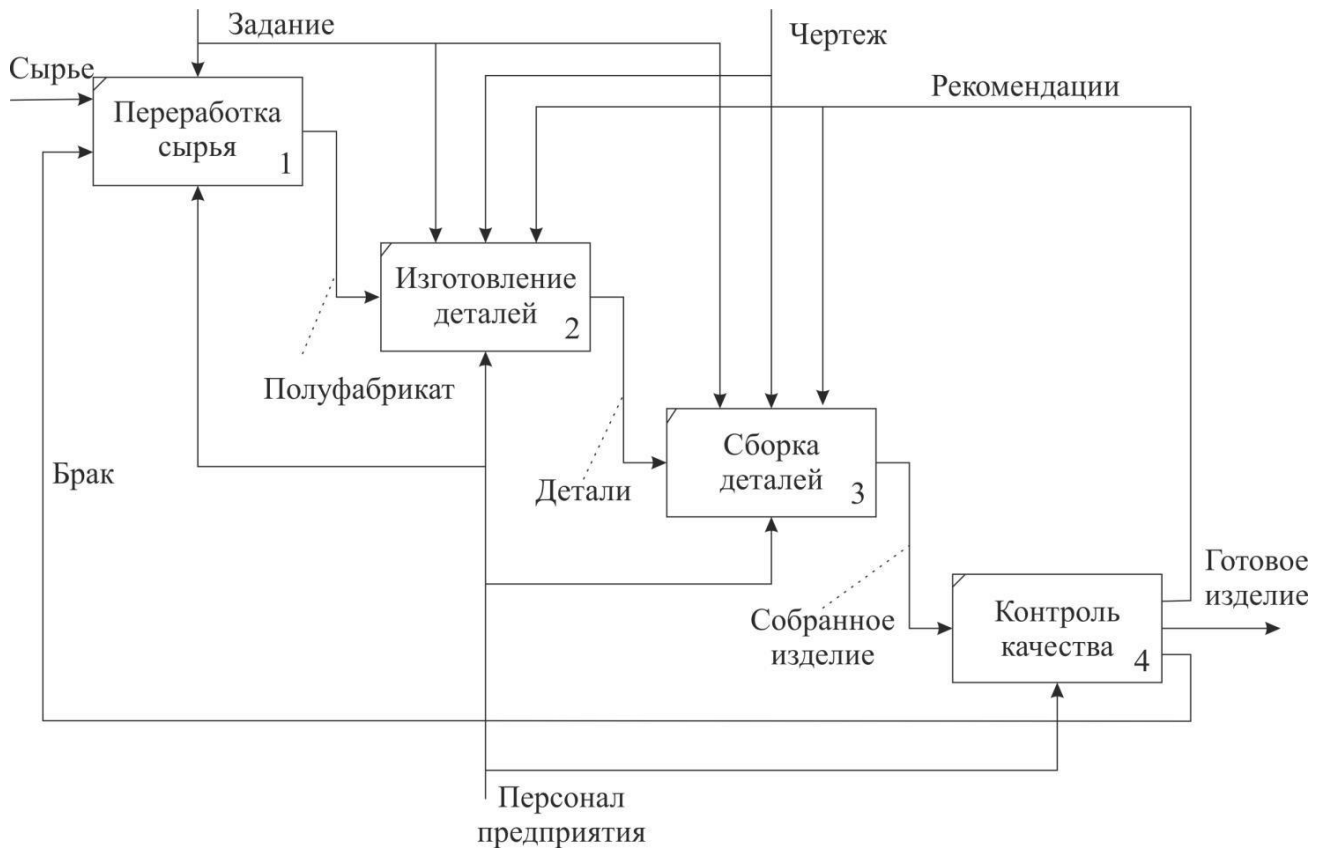 Задание
Чертеж
Сырье
Рекомендации
Переработка
сырья
1
Изготовление
деталей
2
Полуфабрикат
Сборка
деталей
3
Брак
Детали
Готовое
изделие
Контроль
качества
4
Собранное
изделие
Персонал
предприятия